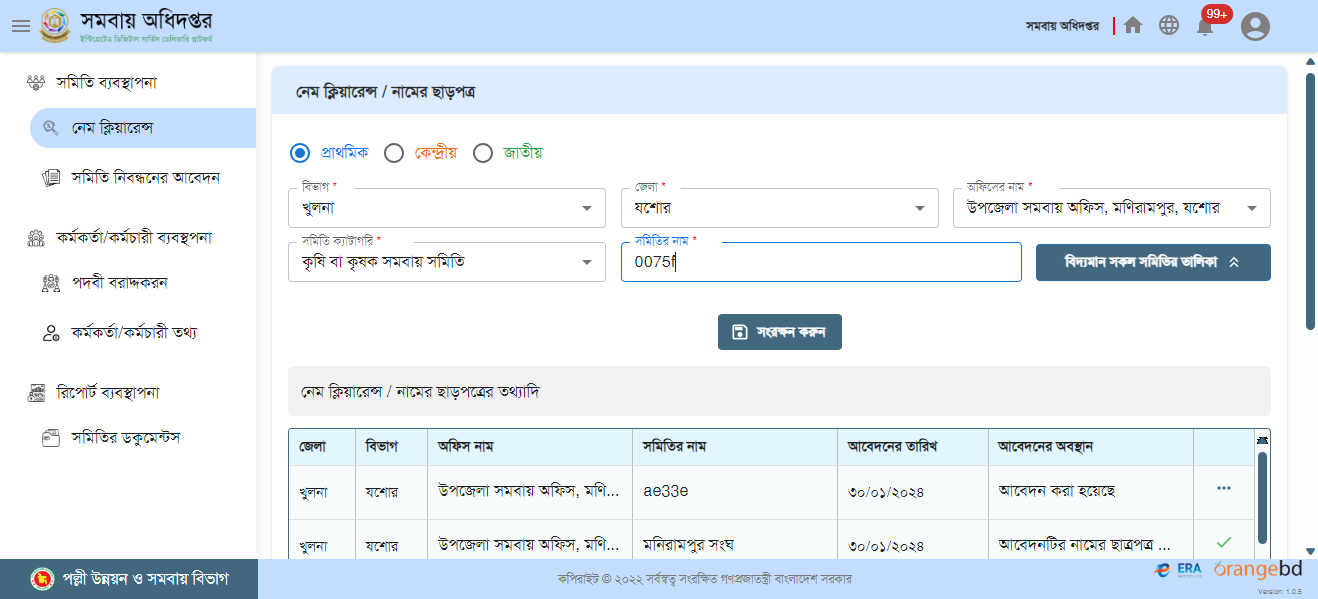 সমবায় অধিদপ্তর
ইন্টিগ্রেটেড ডিজিটাল সার্ভিস ডেলিভারি প্লাটফর্ম
সমবায় অধিদপ্তর
99+
সমিতি ব্যবস্থাপনা
নেম ক্লিয়ারেন্স
সমিতি নিবন্ধনের আবেদন
কর্মকর্তা/কর্মচারী ব্যবস্থপনা
পদবী বরাদ্দকরন
কর্মকর্তা/কর্মচারী তথ্য
রিপোর্ট ব্যবস্থাপনা
সমিতির ডকুমেন্টস
পল্লী উন্নয়ন ও সমবায় বিভাগ
নেম ক্লিয়ারেন্স / নামের ছাড়পত্র
প্রাথমিক কেন্দ্রীয় জাতীয়
বিভাগ * জেলা * অফিসের নাম *
খুলনা যশোর উপজেলা সমবায় অফিস, মণিরামপুর, যশোর
সমিতি ক্যাটাগরি * সমিতির নাম *
কৃষি বা কৃষক সমবায় সমিতি 0075f বিদ্যমান সকল সমিতির তালিকা
সংরক্ষন করুন
নেম ক্লিয়ারেন্স / নামের ছাড়পত্রের তথ্যাদি
জেলা বিভাগ অফিস নাম সমিতির নাম আবেদনের তারিখ আবেদনের অবস্থান
খুলনা যশোর উপজেলা সমবায় অফিস, মণি... ae33e ৩০/০১/২০২৪ আবেদন করা হয়েছে
খুলনা যশোর উপজেলা সমবায় অফিস, মণি... মনিরামপুর সংঘ ৩০/০১/২০২৪ আবেদনটির নামের ছাত্রপত্র ...
কপিরাইট © ২০২২ সর্বস্বত্ব সংরক্ষিত গণপ্রজাতন্ত্রী বাংলাদেশ সরকার
ERA orangebd
Version: 1.0.5